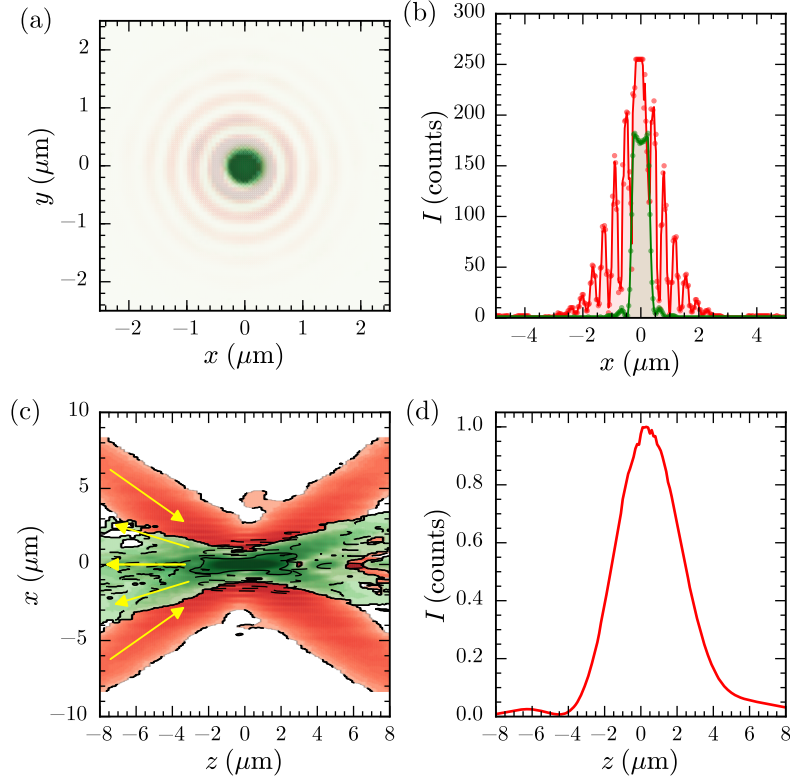 (a)
2
1
0
−1
−2
y (μm)
−2 −1 0 1 2
x (μm)
(b)
300
250
200
150
100
50
0
I (counts)
−4 −2 0 2 4
x (μm)
(c)
10
5
0
−5
−10
x (μm)
−8 −6 −4 −2 0 2 4 6 8
z (μm)
(d)
1.0
0.8
0.6
0.4
0.2
0.0
I (counts)
−8 −6 −4 −2 0 2 4 6 8
z (μm)